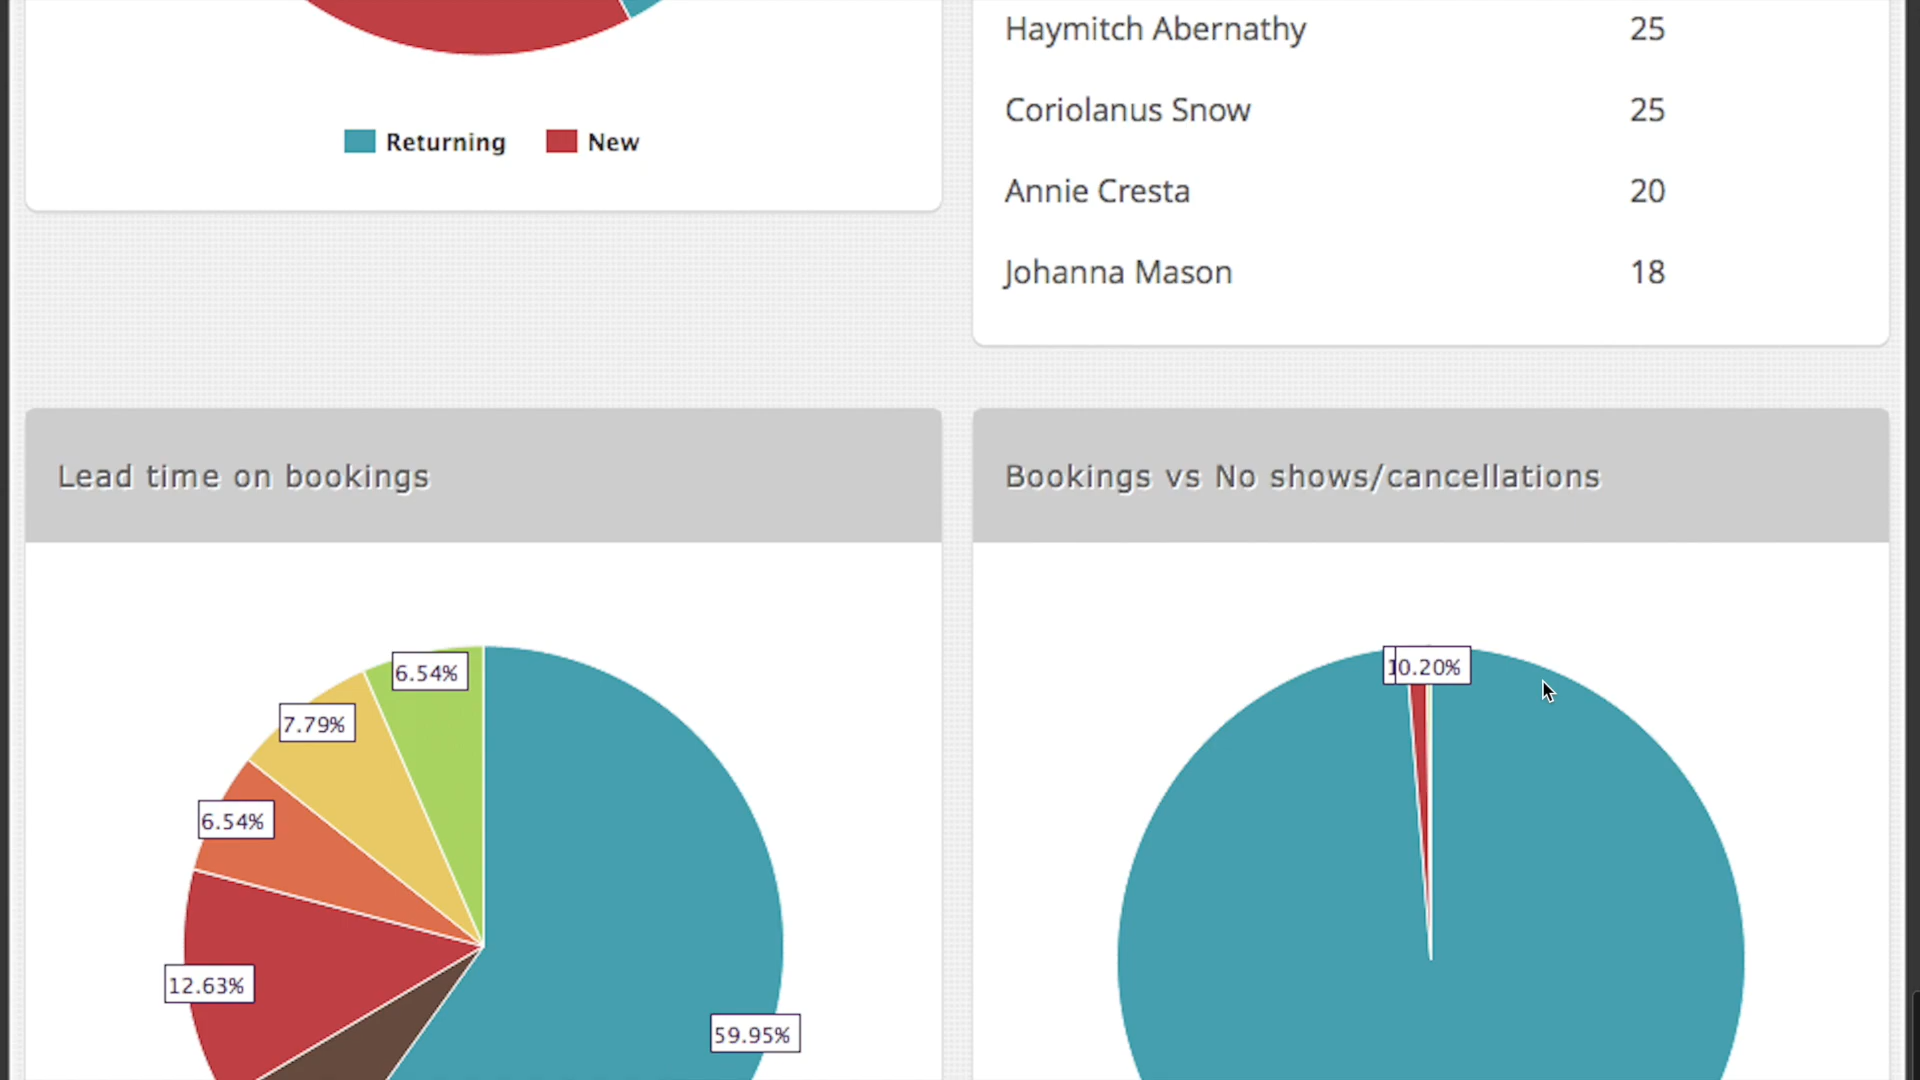 Returning New
Haymitch Abernathy 25
Coriolanus Snow 25
Annie Cresta 20
Johanna Mason 18
Lead time on bookings
6.54%
7.79%
6.54%
12.63%
59.95%
Bookings vs No shows/cancellations
0.20%